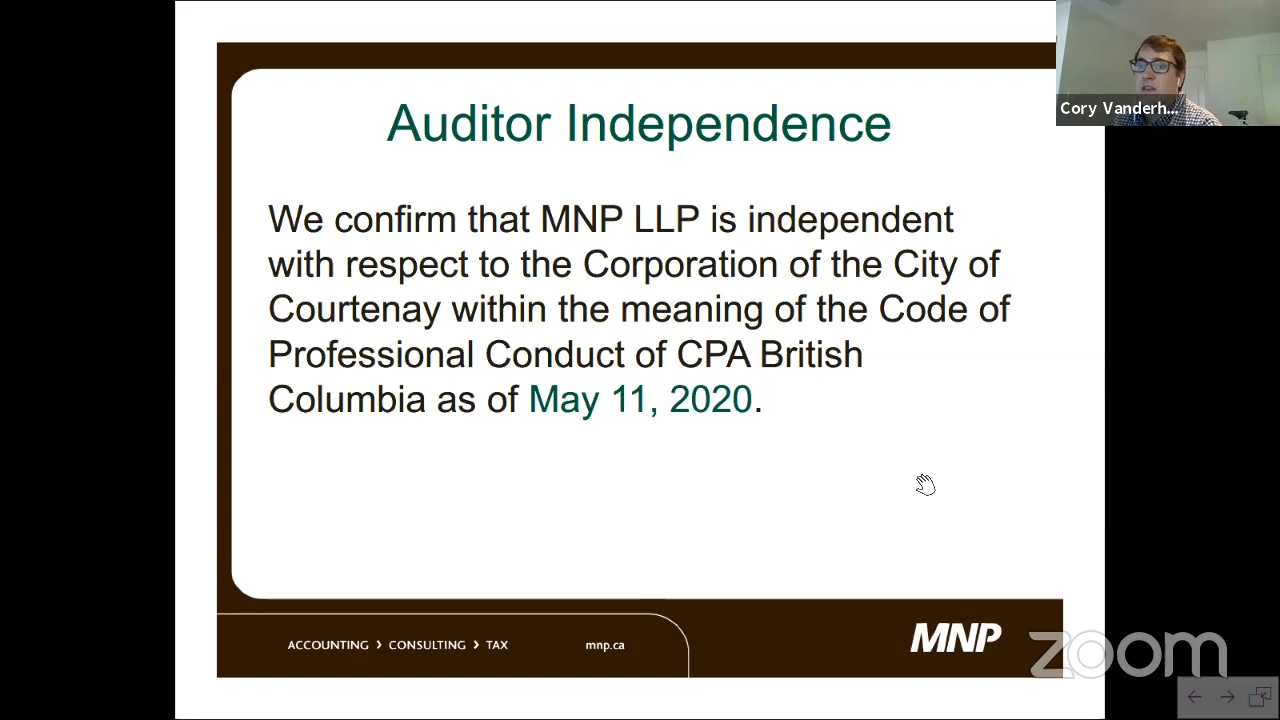 Auditor Independence
Cory Vanderh...
We confirm that MNP LLP is independent
with respect to the Corporation of the City of
Courtenay within the meaning of the Code of
Professional Conduct of CPA British
Columbia as of May 11, 2020.
ACCOUNTING › CONSULTING › TAX
mnp.ca
MNP
zoom